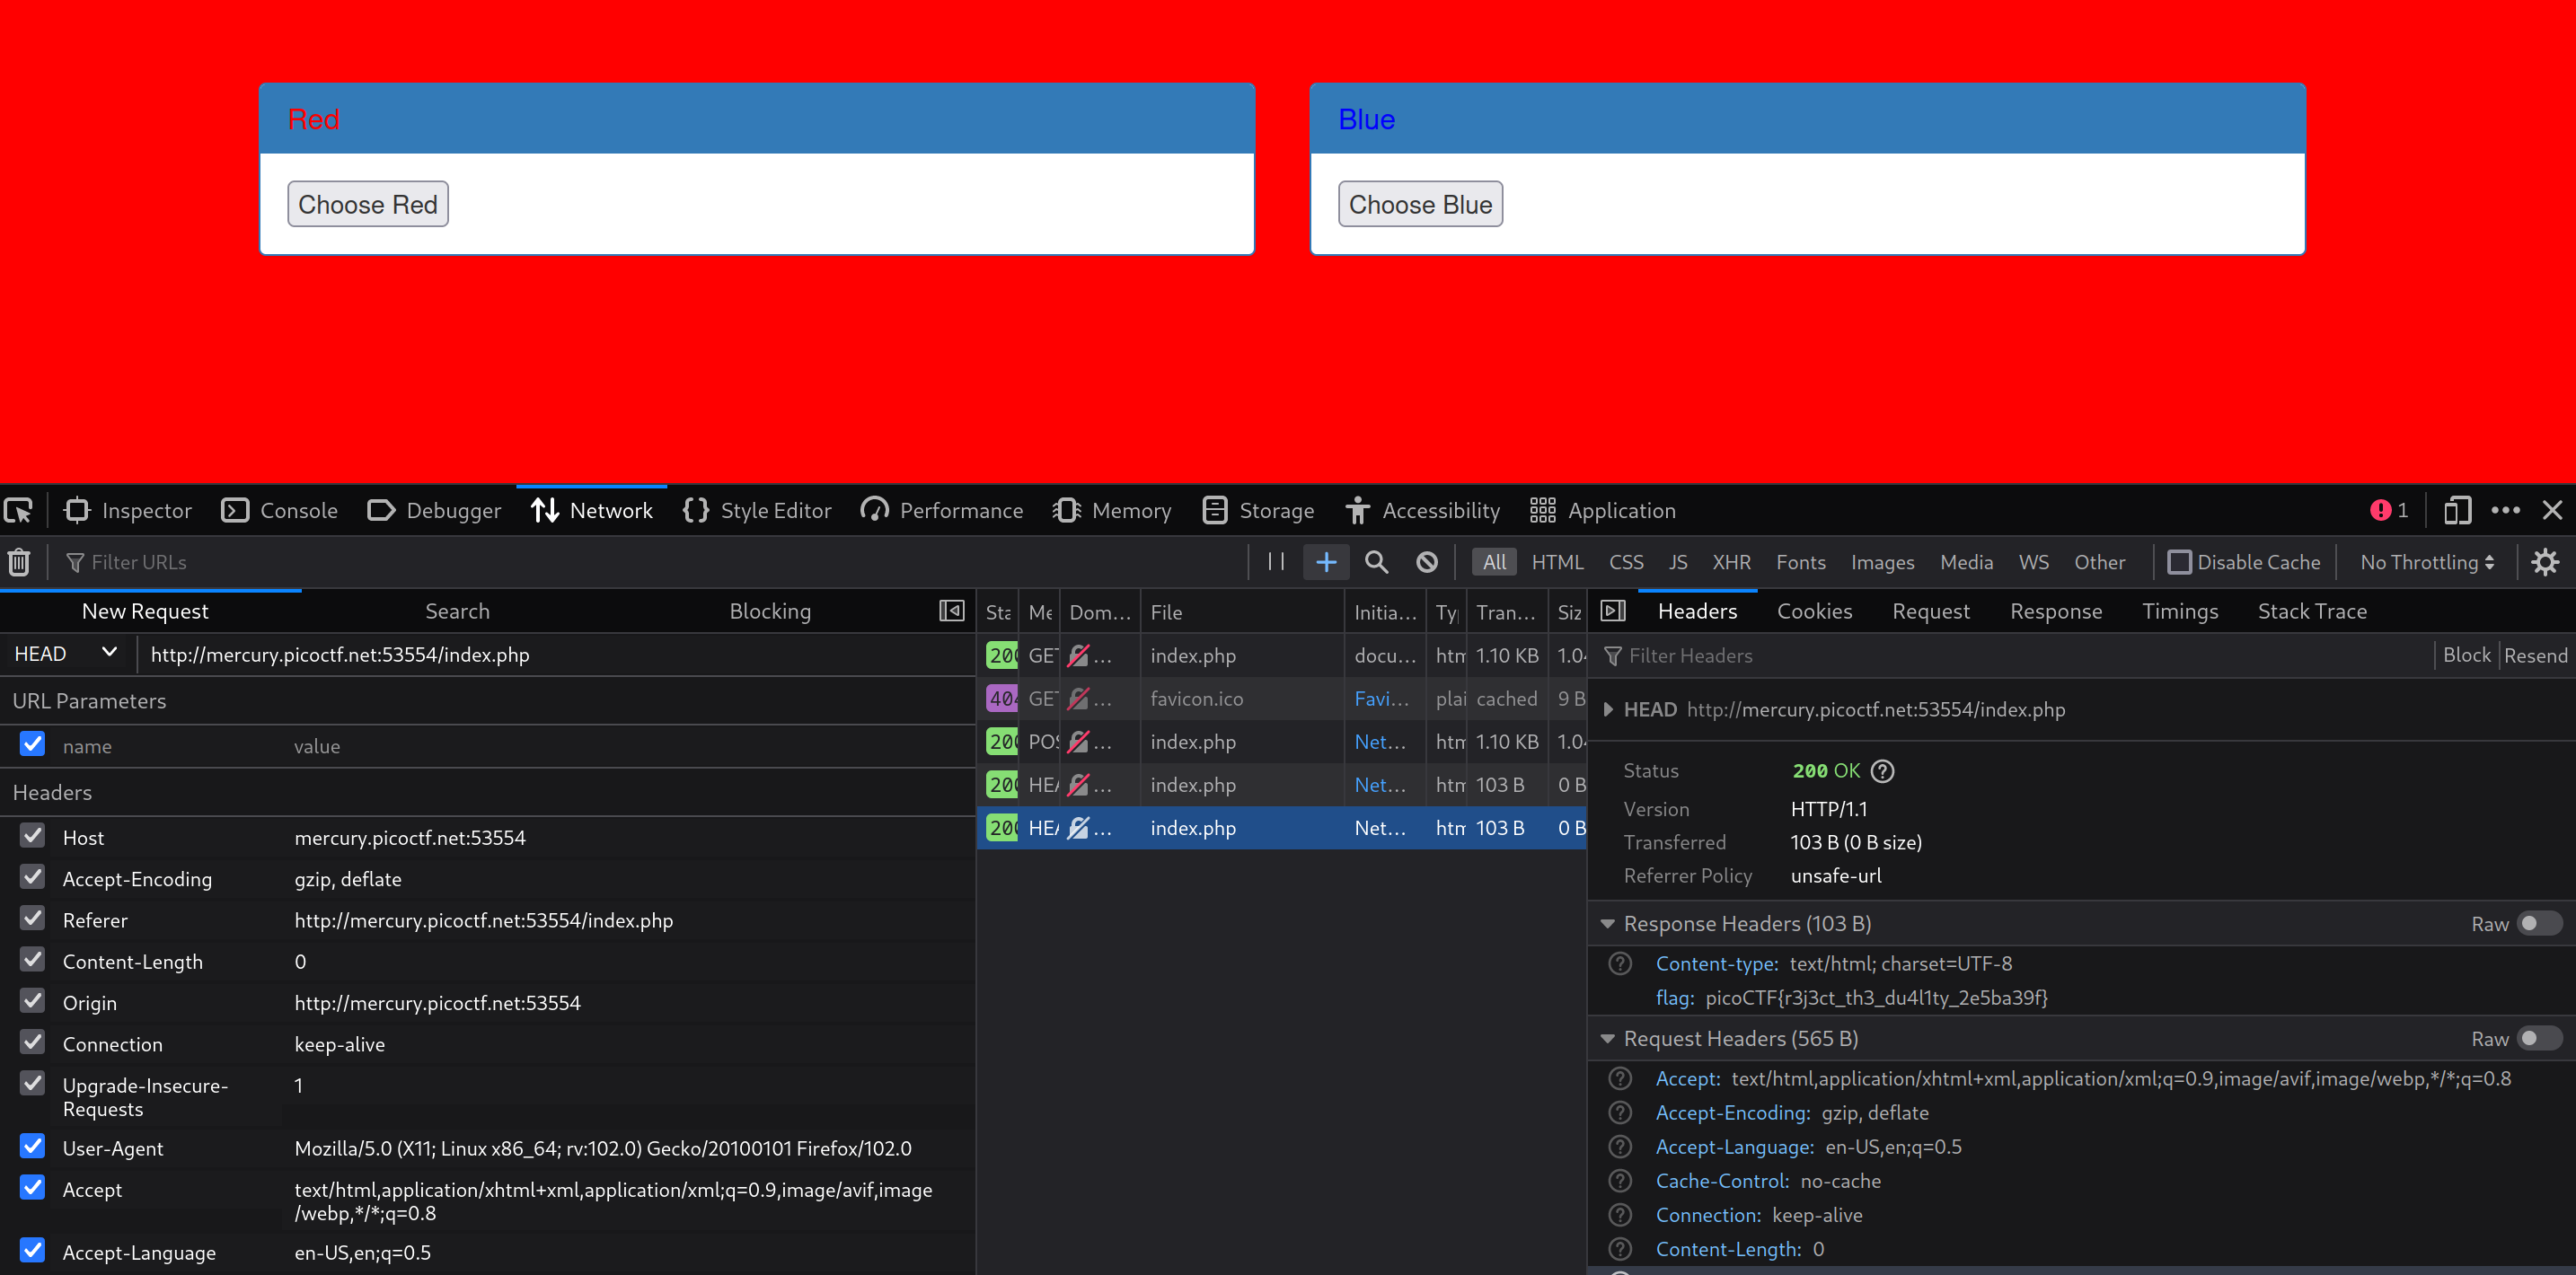 Red
Blue
Choose Red
Choose Blue
Inspector Console Debugger Network Style Editor Performance Memory Storage Accessibility Application 1
Filter URLs
All HTML CSS JS XHR Fonts Images Media WS Other Disable Cache No Throttling
New Request Search Blocking
HEAD http://mercury.picoctf.net:53554/index.php
URL Parameters
name value
Headers
Host mercury.picoctf.net:53554
Accept-Encoding gzip, deflate
Referer http://mercury.picoctf.net:53554/index.php
Content-Length 0
Origin http://mercury.picoctf.net:53554
Connection keep-alive
Upgrade-Insecure- 1
Requests
User-Agent Mozilla/5.0 (X11; Linux x86_64; rv:102.0) Gecko/20100101 Firefox/102.0
Accept text/html,application/xhtml+xml,application/xml;q=0.9,image/avif,image
/webp,*/*;q=0.8
Accept-Language en-US,en;q=0.5
Sta Me Dom... File Initia... Ty Tran... Siz
200 GET ... index.php docu... htm 1.10 KB 1.04
404 GET ... favicon.ico Favi... plai cached 9 B
200 POS ... index.php Net... htm 1.10 KB 1.04
200 HEA ... index.php Net... htm 103 B 0 B
200 HEA ... index.php Net... htm 103 B 0 B
Headers Cookies Request Response Timings Stack Trace
Filter Headers Block Resend
HEAD http://mercury.picoctf.net:53554/index.php
Status 200 OK ?
Version HTTP/1.1
Transferred 103 B (0 B size)
Referrer Policy unsafe-url
Response Headers (103 B) Raw
? Content-type: text/html; charset=UTF-8
flag: picoCTF{r3j3ct_th3_du4l1ty_2e5ba39f}
Request Headers (565 B) Raw
? Accept: text/html,application/xhtml+xml,application/xml;q=0.9,image/avif,image/webp,*/*;q=0.8
? Accept-Encoding: gzip, deflate
? Accept-Language: en-US,en;q=0.5
? Cache-Control: no-cache
? Connection: keep-alive
? Content-Length: 0